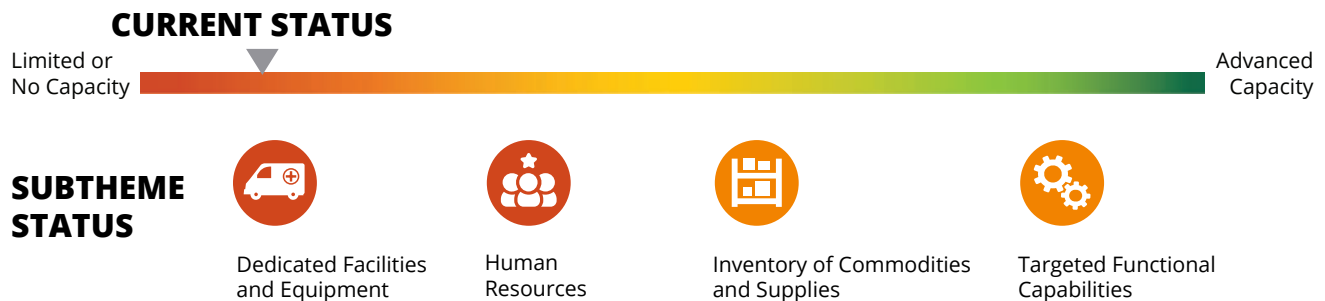 CURRENT STATUS
Limited or
No Capacity
Advanced
Capacity
SUBTHEME
STATUS
Dedicated Facilities
and Equipment
Human
Resources
Inventory of Commodities
and Supplies
Targeted Functional
Capabilities